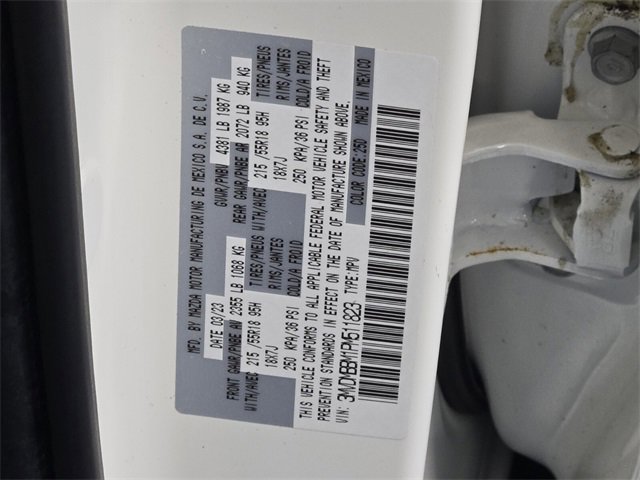 MFD. BY MAZDA MOTOR MANUFACTURING DE MEXICO S.A. DE C.V.
DATE 03/23 GVWR/PNBV 4381 LB 1987 KG
FRONT GAWR/PNBE AV 2355 LB 1068 KG REAR GAWR/PNBE AR 2072 LB 940 KG
WITH/AVEC 215 /55R18 95H TIRES/PNEUS WITH/AVEC 215 /55R18 95H TIRES/PNEUS
18X7J RIMS/JANTES 18X7J RIMS/JANTES
250 KPA/36 PSI COLD/A FROID 250 KPA/36 PSI COLD/A FROID
THIS VEHICLE CONFORMS TO ALL APPLICABLE FEDERAL MOTOR VEHICLE SAFETY AND THEFT
PREVENTION STANDARDS IN EFFECT ON THE DATE OF MANUFACTURE SHOWN ABOVE.
COLOR CODE:25D MADE IN MEXICO
VIN: TYPE:MPV